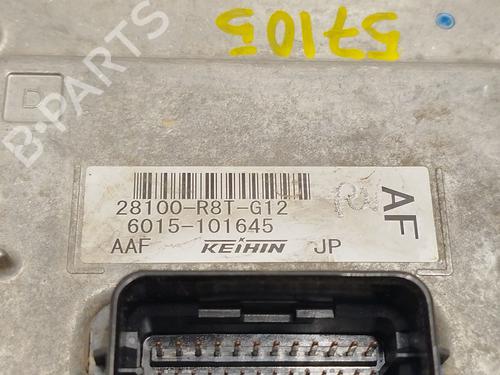 57105
B-PARTS
D
28100-R8T-G12
6015-101645
AAF KEIHIN JP
AF